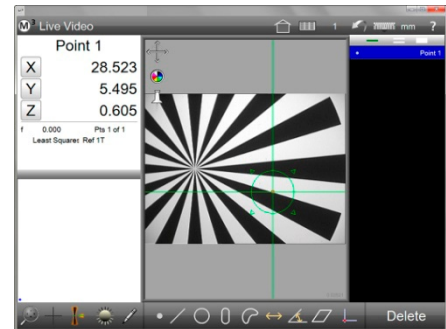 M3 Live Video
1
mm
?
Point 1
X 28.523
Y 5.495
Z 0.605
f 0.000 Pts 1 of 1
Least Squares Ref 1T
Point 1
Delete